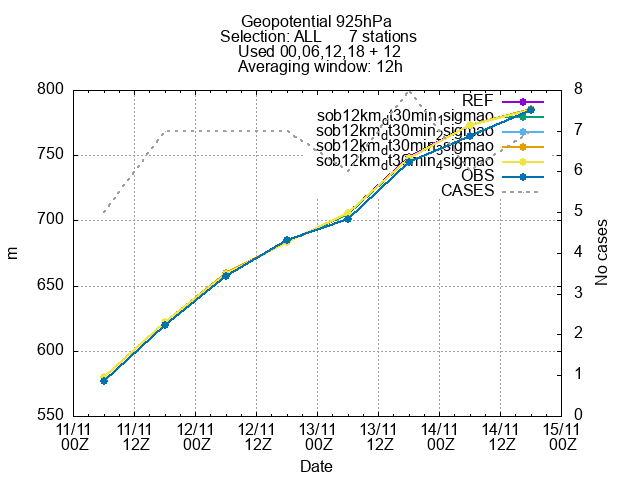 Geopotential 925hPa
Selection: ALL 7 stations
Used 00,06,12,18 + 12
Averaging window: 12h
REF
sob12km_dt30min_1sigmao
sob12km_dt30min_2sigmao
sob12km_dt30min_3sigmao
sob12km_dt30min_4sigmao
OBS
CASES
800
750
700
650
600
550
m
8
7
6
5
4
3
2
1
0
No cases
11/11 11/11 12/11 12/11 13/11 13/11 14/11 14/11 15/11
00Z 12Z 00Z 12Z 00Z 12Z 00Z 12Z 00Z
Date